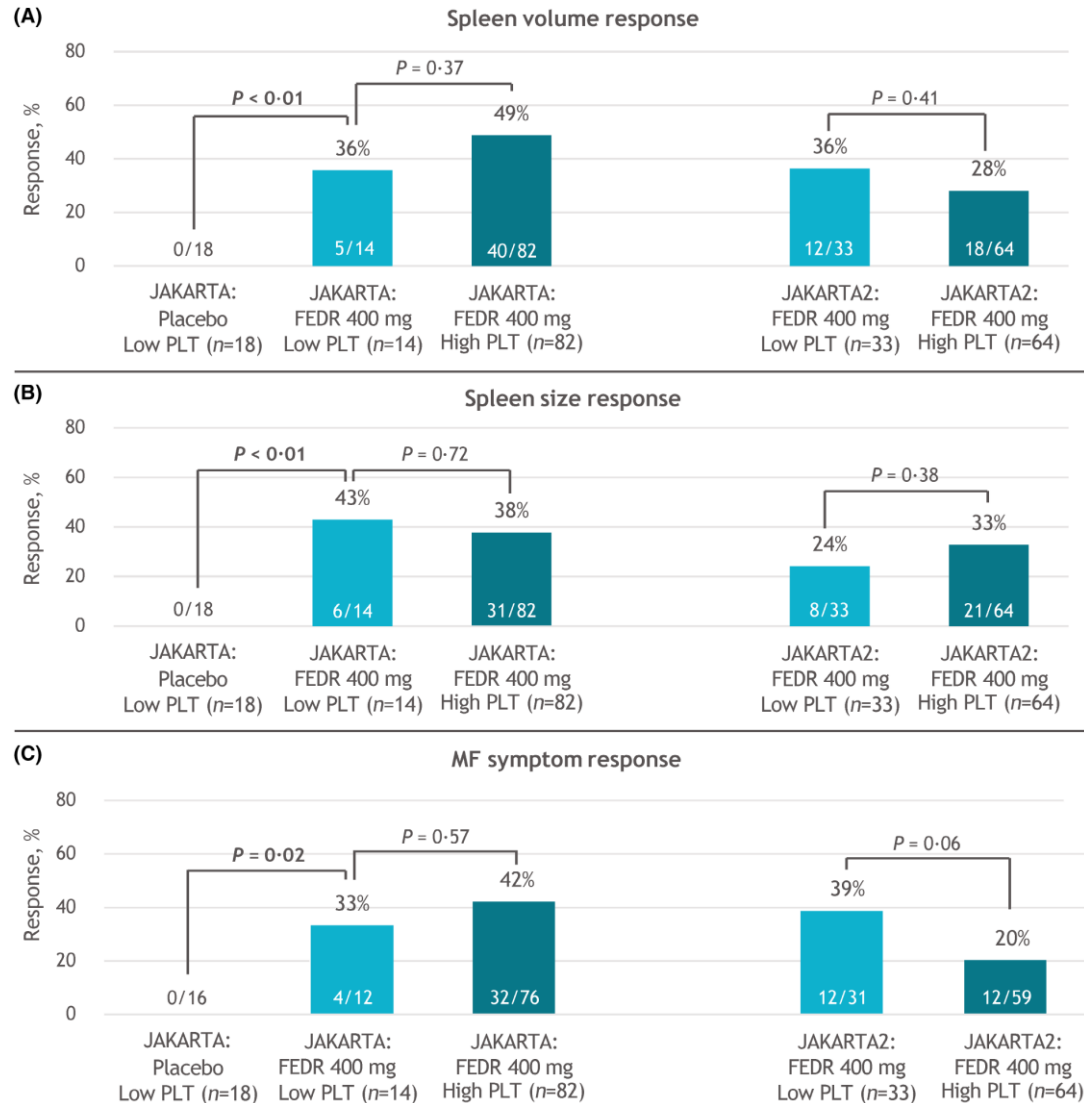 (A)
Spleen volume response
Response, %
80
60
40
20
0
P < 0·01
P = 0·37
P = 0·41
0/18
36%
5/14
49%
40/82
36%
12/33
28%
18/64
JAKARTA:
Placebo
Low PLT (n=18)
JAKARTA:
FEDR 400 mg
Low PLT (n=14)
JAKARTA:
FEDR 400 mg
High PLT (n=82)
JAKARTA2:
FEDR 400 mg
Low PLT (n=33)
JAKARTA2:
FEDR 400 mg
High PLT (n=64)
(B)
Spleen size response
Response, %
80
60
40
20
0
P < 0·01
P = 0·72
P = 0·38
0/18
43%
6/14
38%
31/82
24%
8/33
33%
21/64
JAKARTA:
Placebo
Low PLT (n=18)
JAKARTA:
FEDR 400 mg
Low PLT (n=14)
JAKARTA:
FEDR 400 mg
High PLT (n=82)
JAKARTA2:
FEDR 400 mg
Low PLT (n=33)
JAKARTA2:
FEDR 400 mg
High PLT (n=64)
(C)
MF symptom response
Response, %
80
60
40
20
0
P = 0·02
P = 0·57
P = 0·06
0/16
33%
4/12
42%
32/76
39%
12/31
20%
12/59
JAKARTA:
Placebo
Low PLT (n=18)
JAKARTA:
FEDR 400 mg
Low PLT (n=14)
JAKARTA:
FEDR 400 mg
High PLT (n=82)
JAKARTA2:
FEDR 400 mg
Low PLT (n=33)
JAKARTA2:
FEDR 400 mg
High PLT (n=64)